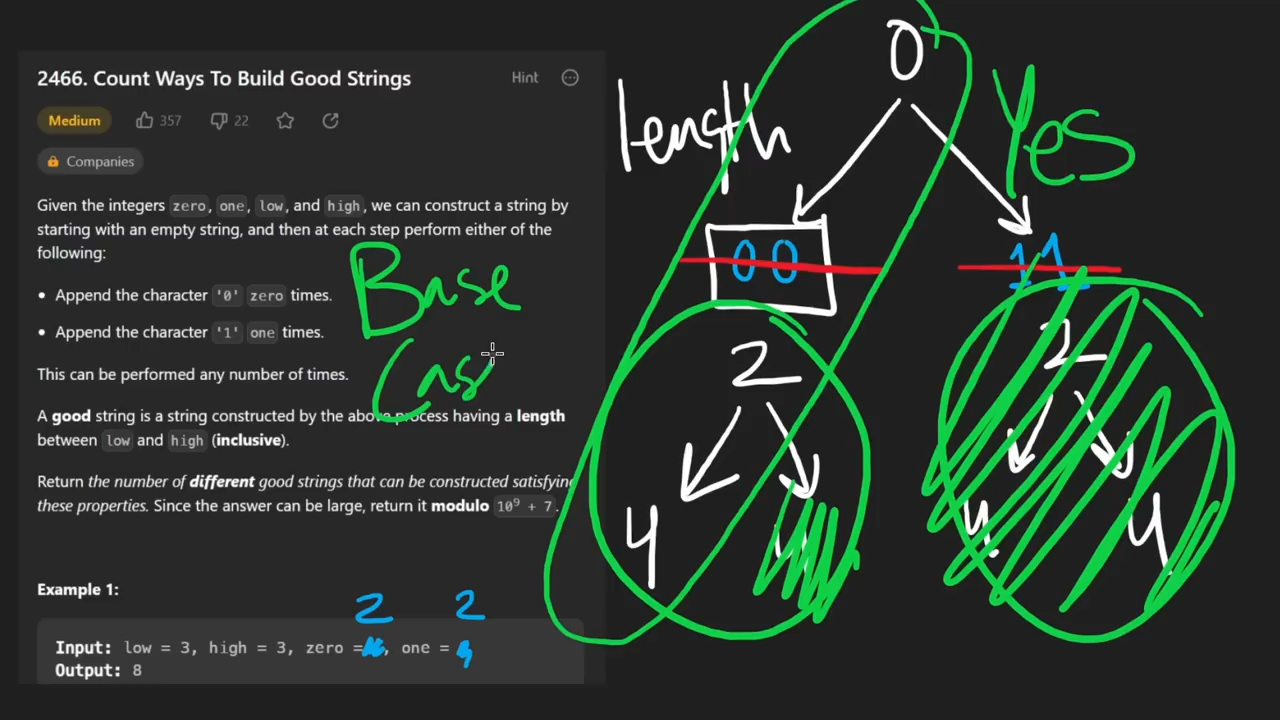 2466. Count Ways To Build Good Strings
Hint
Medium
357
22
Companies
Given the integers zero, one, low, and high, we can construct a string by
starting with an empty string, and then at each step perform either of the
following:
• Append the character '0' zero times.
• Append the character '1' one times.
This can be performed any number of times.
A good string is a string constructed by the above process having a length
between low and high (inclusive).
Return the number of different good strings that can be constructed satisfying
these properties. Since the answer can be large, return it modulo 10⁹ + 7.
Example 1:
2 2
Input: low = 3, high = 3, zero = , one =
Output: 8
Base
Cas
length
0
Yes
00
11
2
2
4
4
4